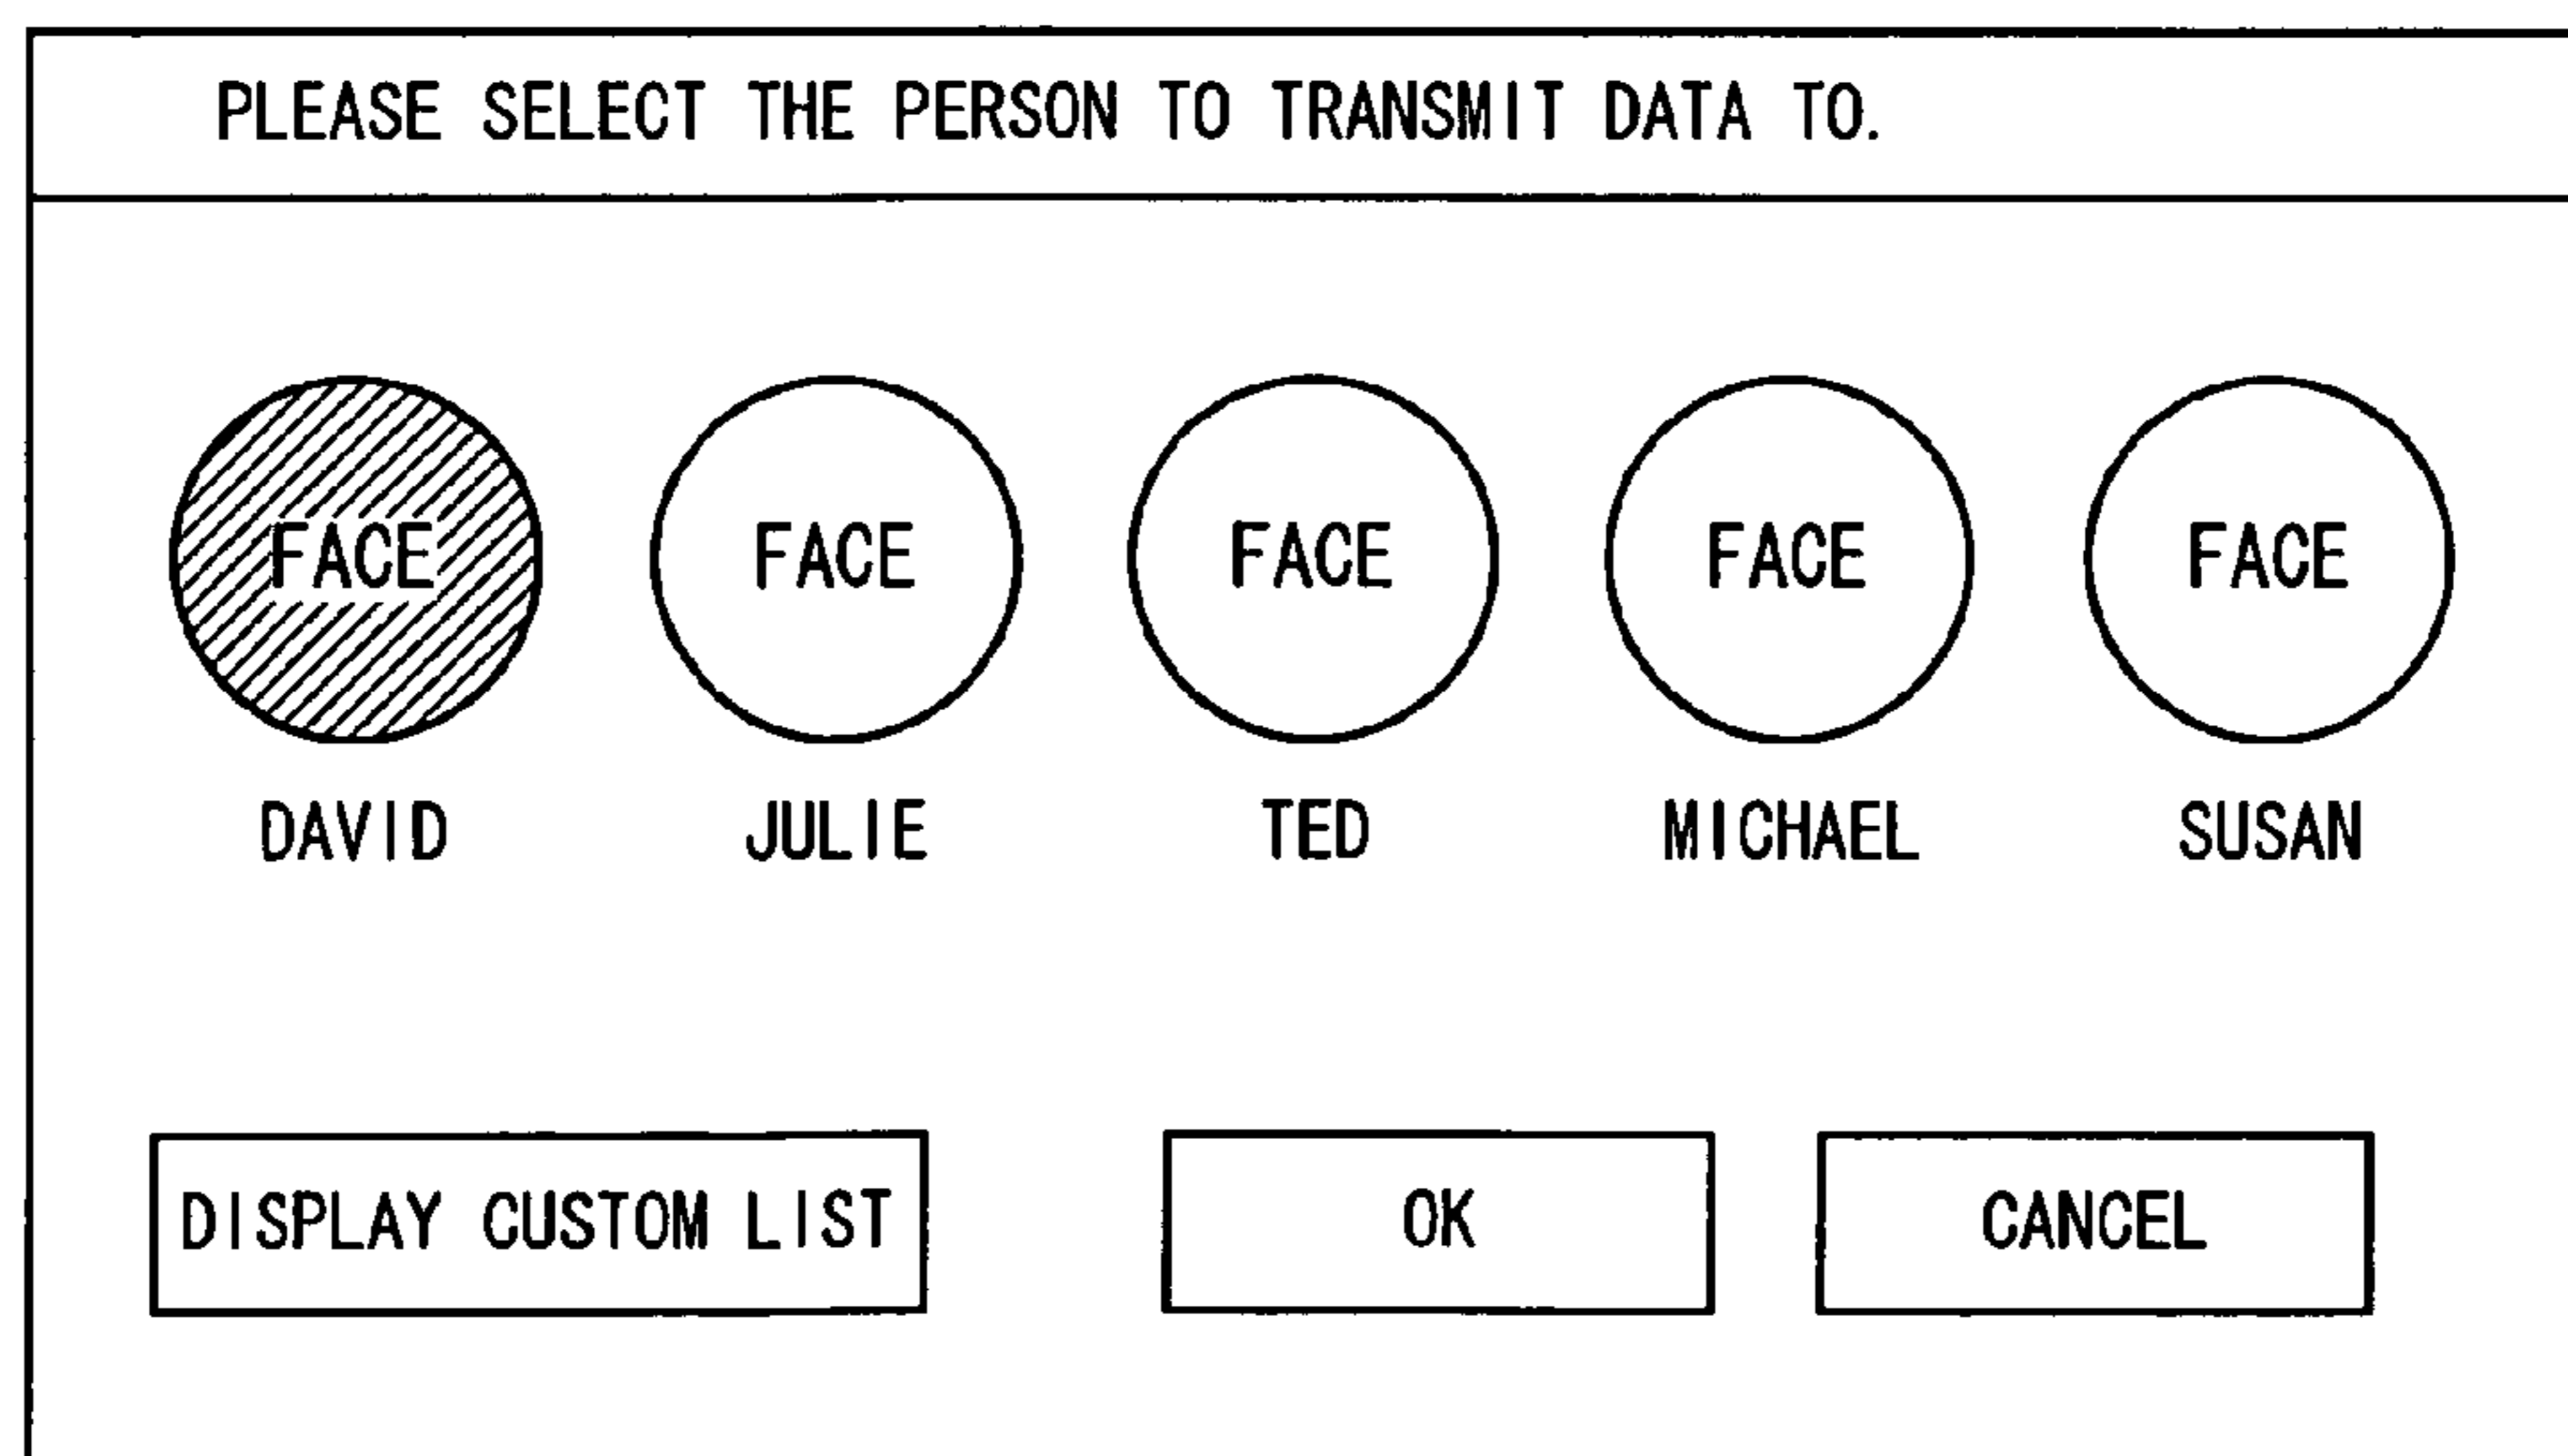 PLEASE SELECT THE PERSON TO TRANSMIT DATA TO.
FACE FACE FACE FACE FACE
DAVID JULIE TED MICHAEL SUSAN
DISPLAY CUSTOM LIST OK CANCEL